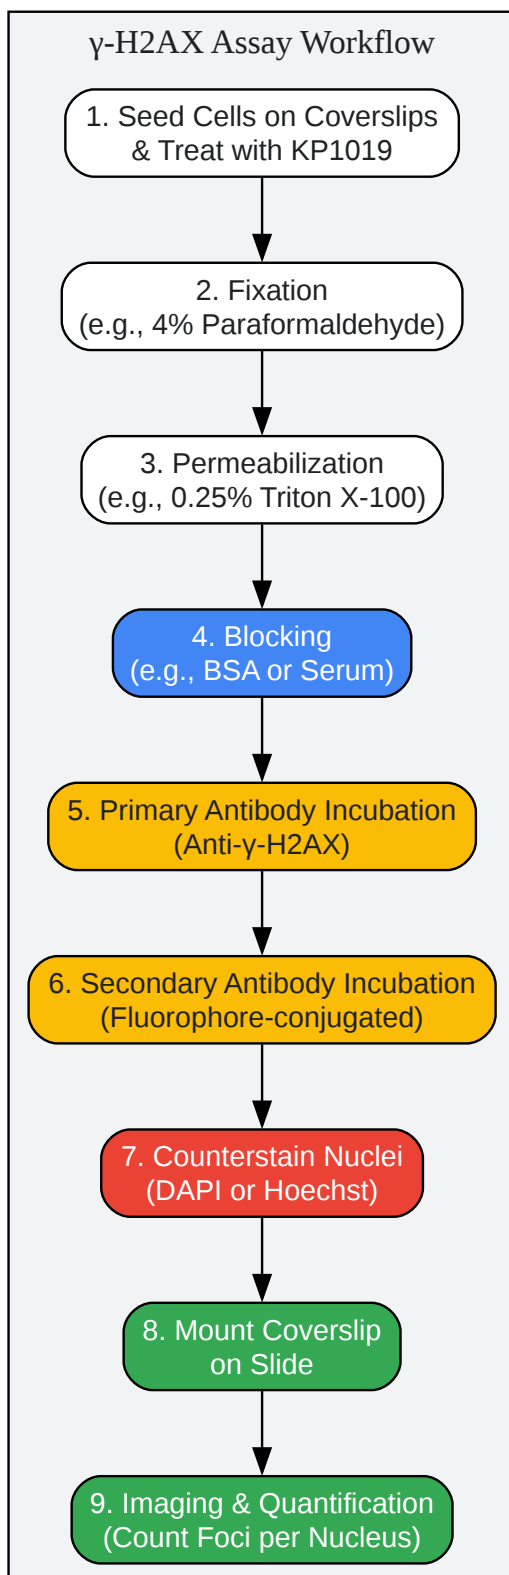 γ-H2AX Assay Workflow
1. Seed Cells on Coverslips
& Treat with KP1019
2. Fixation
(e.g., 4% Paraformaldehyde)
3. Permeabilization
(e.g., 0.25% Triton X-100)
4. Blocking
(e.g., BSA or Serum)
5. Primary Antibody Incubation
(Anti-γ-H2AX)
6. Secondary Antibody Incubation
(Fluorophore-conjugated)
7. Counterstain Nuclei
(DAPI or Hoechst)
8. Mount Coverslip
on Slide
9. Imaging & Quantification
(Count Foci per Nucleus)